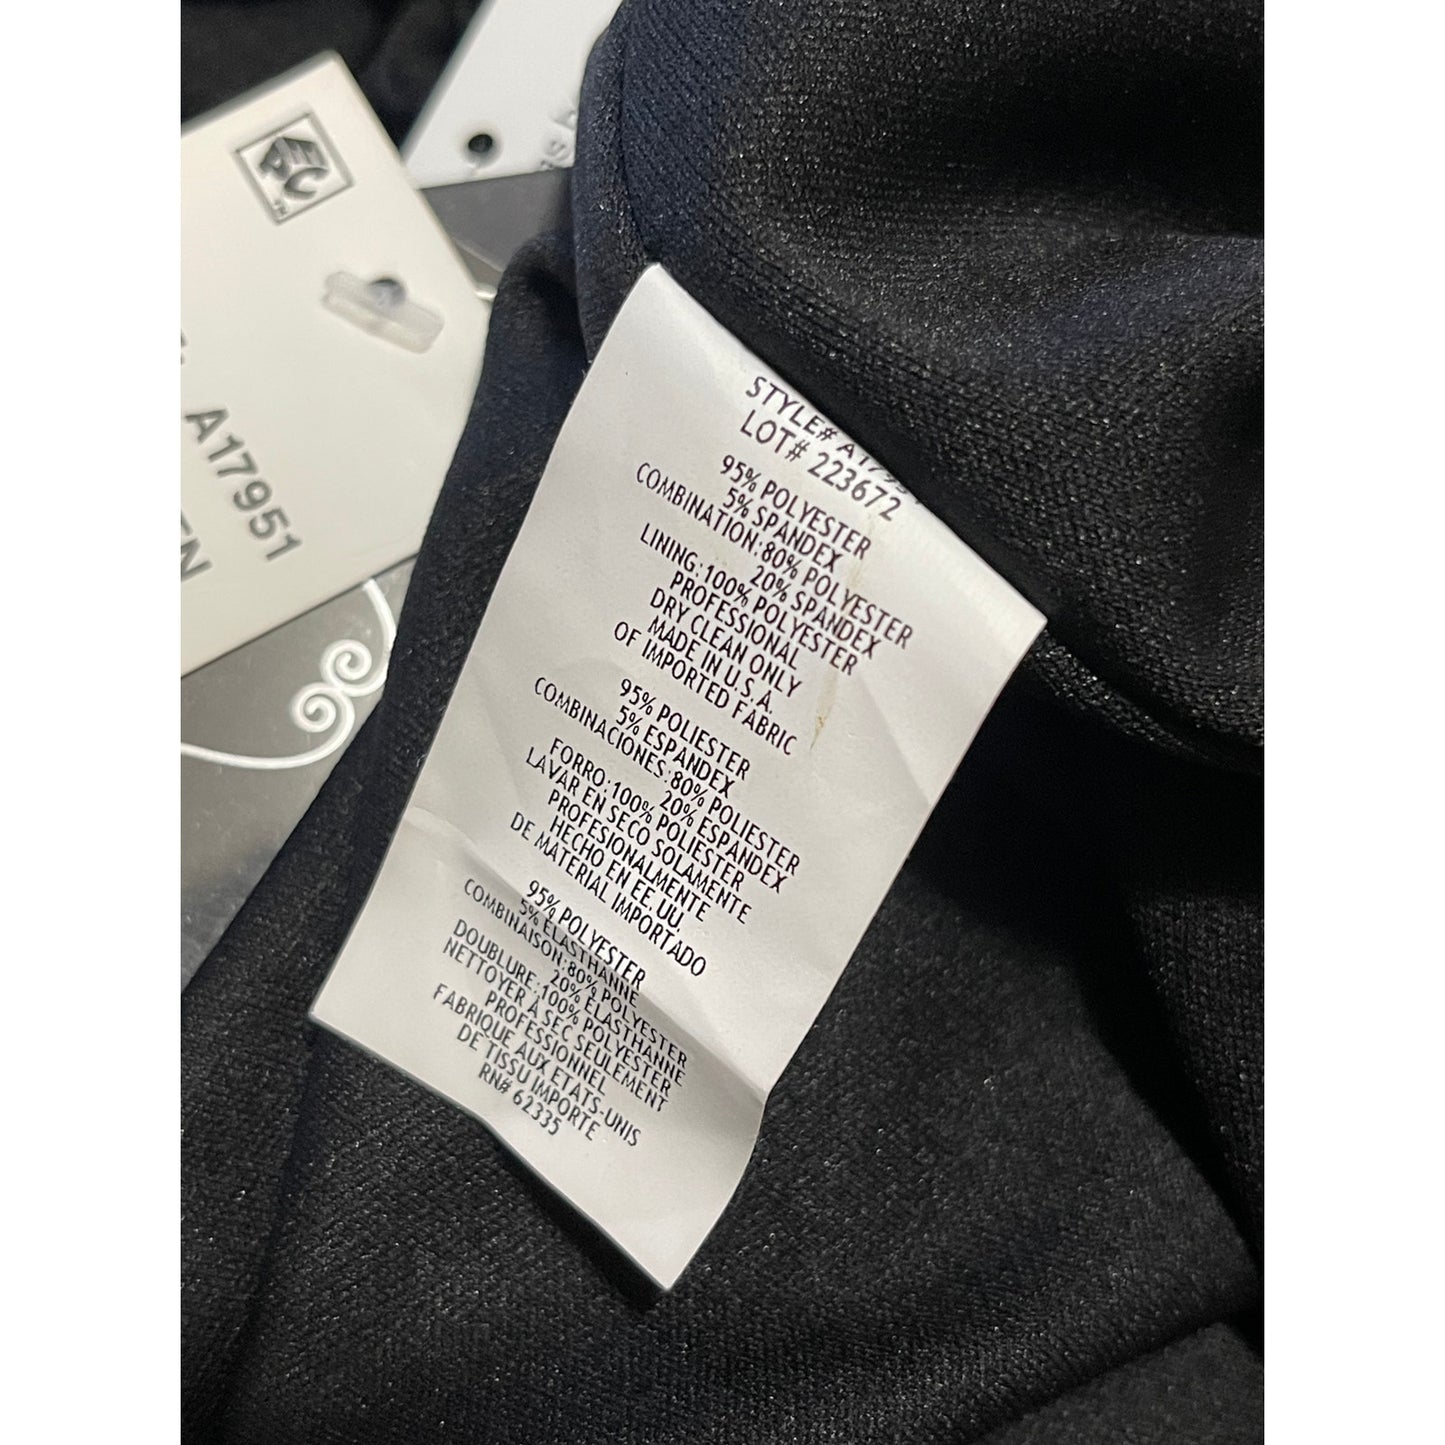 EPC
TM
A17951
STYLE#
LOT# 223672
95% POLYESTER
5% SPANDEX
COMBINATION:80% POLYESTER
20% SPANDEX
LINING:100% POLYESTER
PROFESSIONAL
DRY CLEAN ONLY
MADE IN U.S.A.
OF IMPORTED FABRIC
95% POLIESTER
5% ESPANDEX
COMBINACIONES:80% POLIESTER
20% ESPANDEX
FORRO:100% POLIESTER
LAVAR EN SECO SOLAMENTE
PROFESIONALMENTE
HECHO EN EE. UU.
DE MATERIAL IMPORTADO
95% POLYESTER
5% ELASTHANNE
COMBINAISON:80% POLYESTER
20% ELASTHANNE
DOUBLURE:100% POLYESTER
NETTOYER À SEC SEULEMENT
PROFESSIONNEL
FABRIQUE AUX ETATS-UNIS
DE TISSU IMPORTE
RN# 62335